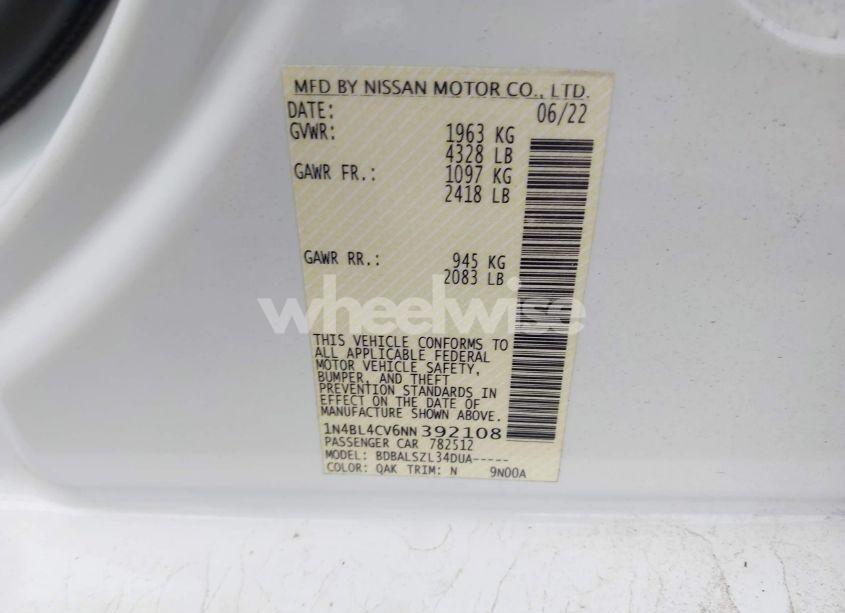 MFD BY NISSAN MOTOR CO., LTD.
DATE: 06/22
GVWR: 1963 KG
4328 LB
GAWR FR.: 1097 KG
2418 LB
GAWR RR.: 945 KG
2083 LB
wheelwise
THIS VEHICLE CONFORMS TO
ALL APPLICABLE FEDERAL
MOTOR VEHICLE SAFETY,
BUMPER, AND THEFT
PREVENTION STANDARDS IN
EFFECT ON THE DATE OF
MANUFACTURE SHOWN ABOVE.
1N4BL4CV6NN392108
PASSENGER CAR 782512
MODEL: BDBALSZL34DUA-----
COLOR: QAK TRIM: N 9N00A